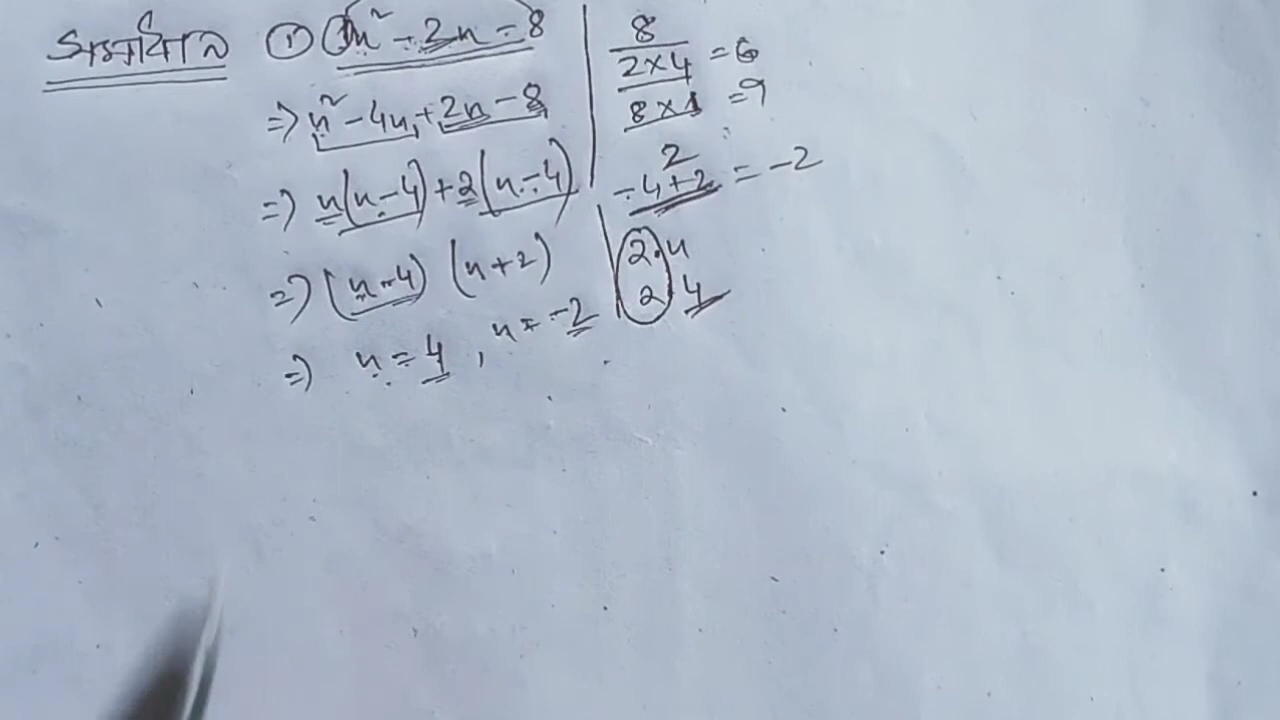 সমাধান ① x² - 2x - 8
⇒ x² - 4x + 2x - 8
⇒ x(x - 4) + 2(x - 4)
⇒ (x - 4) (x + 2)
⇒ x = 4, x = -2
8
2 × 4 = 6
8 × 1 = 9
2
-4 + 2 = -2
2·x
2 4